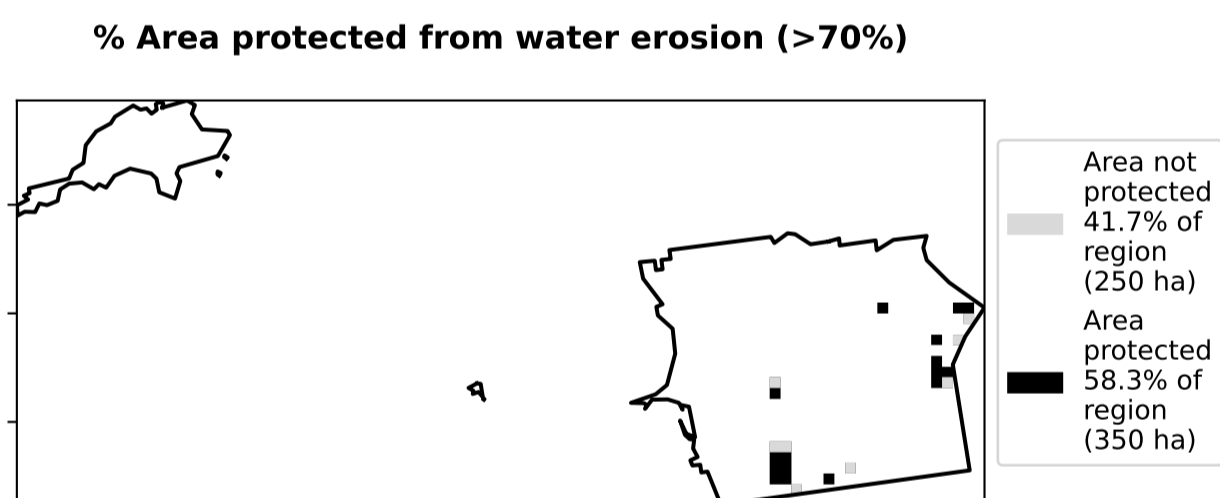 % Area protected from water erosion (>70%)
Area not
protected
41.7% of
region
(250 ha)
Area
protected
58.3% of
region
(350 ha)